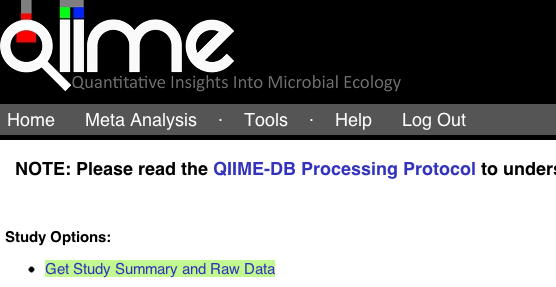 qiime
Quantitative Insights Into Microbial Ecology
Home Meta Analysis · Tools · Help Log Out
NOTE: Please read the QIIME-DB Processing Protocol to unders
Study Options:
• Get Study Summary and Raw Data